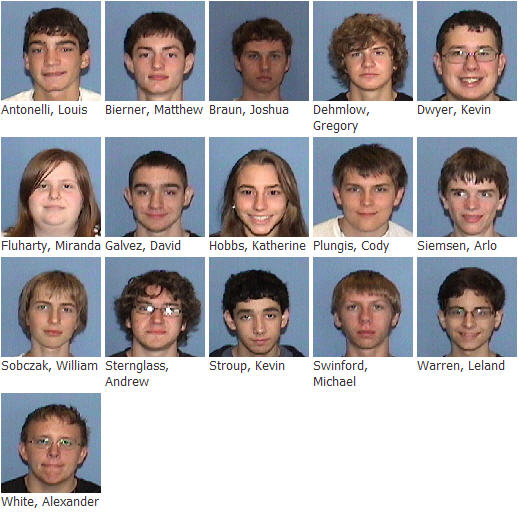 Antonelli, Louis
Bierner, Matthew
Braun, Joshua
Dehmlow,
Gregory
Dwyer, Kevin
Fluharty, Miranda
Galvez, David
Hobbs, Katherine
Plungis, Cody
Siemsen, Arlo
Sobczak, William
Sternglass,
Andrew
Stroup, Kevin
Swinford,
Michael
Warren, Leland
White, Alexander